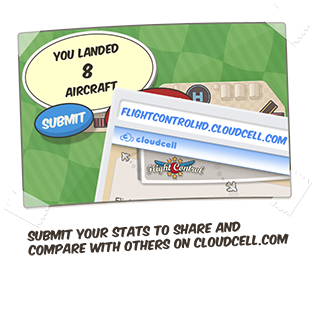 YOU LANDED
8
AIRCRAFT
SUBMIT
H
FLIGHTCONTROLHD.CLOUDCELL.COM
cloudcell
Flight Control
SUBMIT YOUR STATS TO SHARE AND
COMPARE WITH OTHERS ON CLOUDCELL.COM